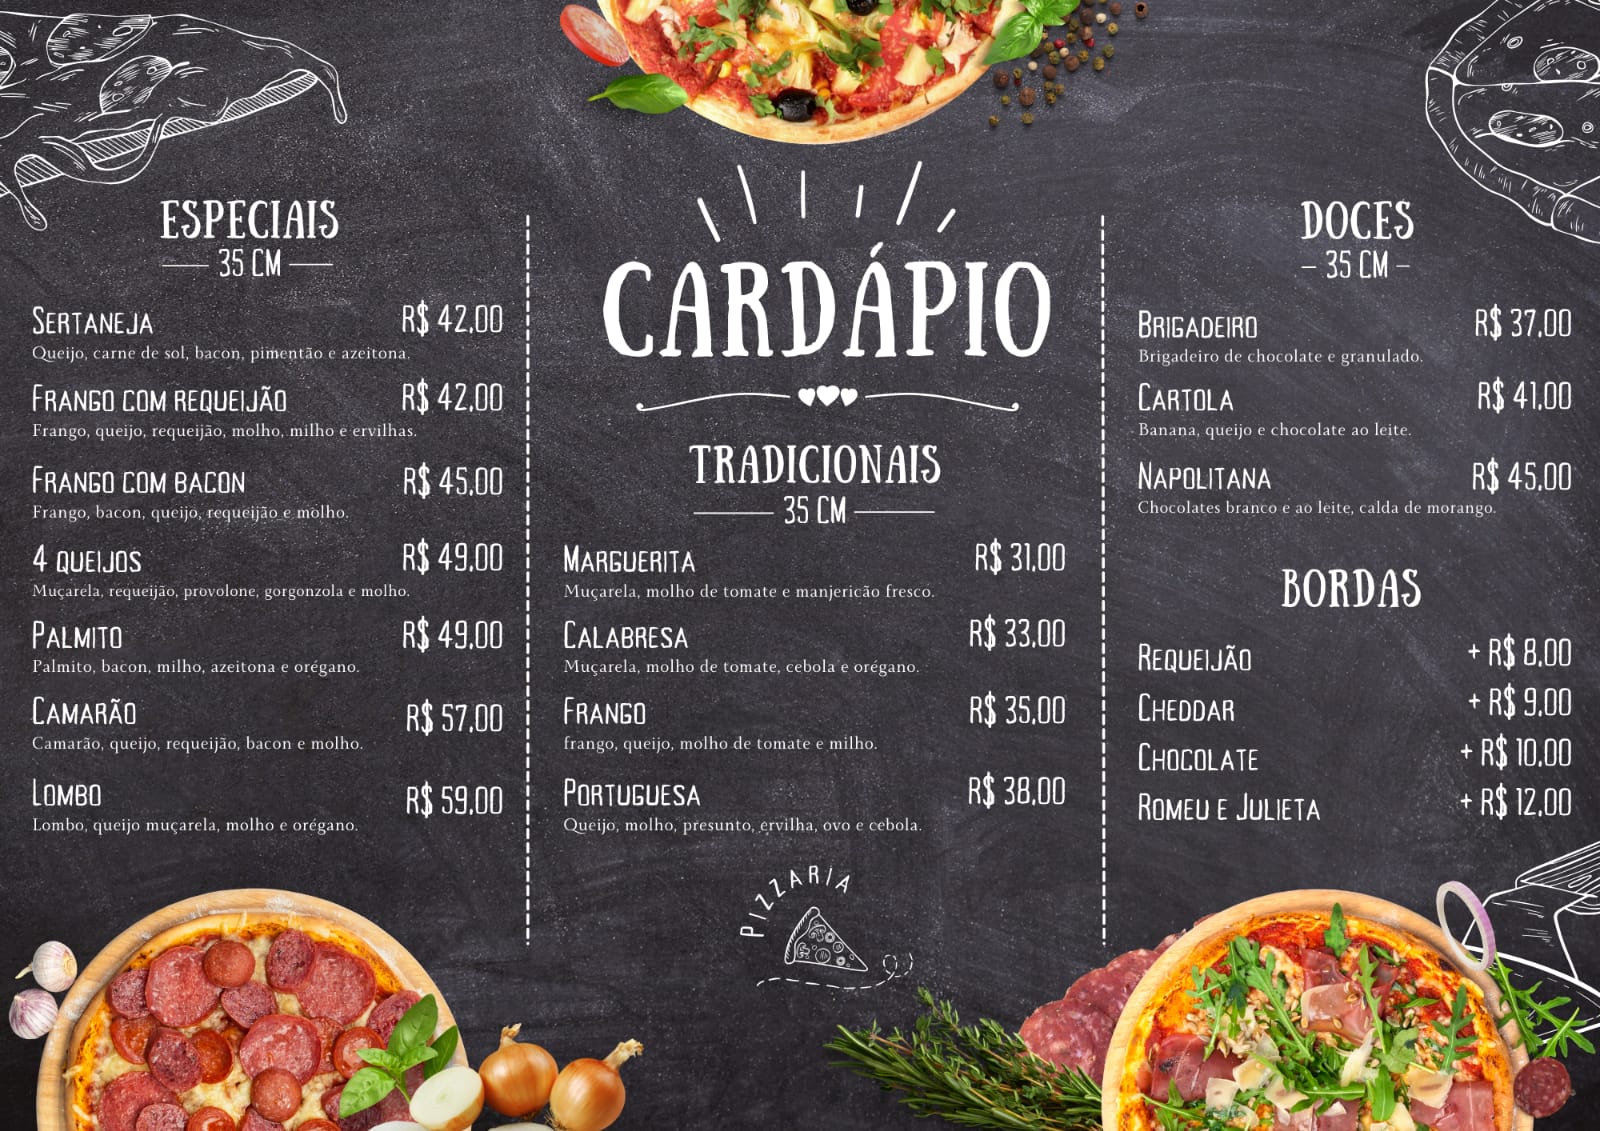 ESPECIAIS
35 CM
SERTANEJA R$ 42,00
Queijo, carne de sol, bacon, pimentão e azeitona.
FRANGO COM REQUEIJÃO R$ 42,00
Frango, queijo, requeijão, molho, milho e ervilhas.
FRANGO COM BACON R$ 45,00
Frango, bacon, queijo, requeijão e molho.
4 QUEIJOS R$ 49,00
Muçarela, requeijão, provolone, gorgonzola e molho.
PALMITO R$ 49,00
Palmito, bacon, milho, azeitona e orégano.
CAMARÃO R$ 57,00
Camarão, queijo, requeijão, bacon e molho.
LOMBO R$ 59,00
Lombo, queijo muçarela, molho e orégano.
CARDÁPIO
TRADICIONAIS
35 CM
MARGUERITA R$ 31,00
Muçarela, molho de tomate e manjericão fresco.
CALABRESA R$ 33,00
Muçarela, molho de tomate, cebola e orégano.
FRANGO R$ 35,00
frango, queijo, molho de tomate e milho.
PORTUGUESA R$ 38,00
Queijo, molho, presunto, ervilha, ovo e cebola.
PIZZARIA
DOCES
35 CM
BRIGADEIRO R$ 37,00
Brigadeiro de chocolate e granulado.
CARTOLA R$ 41,00
Banana, queijo e chocolate ao leite.
NAPOLITANA R$ 45,00
Chocolates branco e ao leite, calda de morango.
BORDAS
REQUEIJÃO + R$ 8,00
CHEDDAR + R$ 9,00
CHOCOLATE + R$ 10,00
ROMEU E JULIETA + R$ 12,00